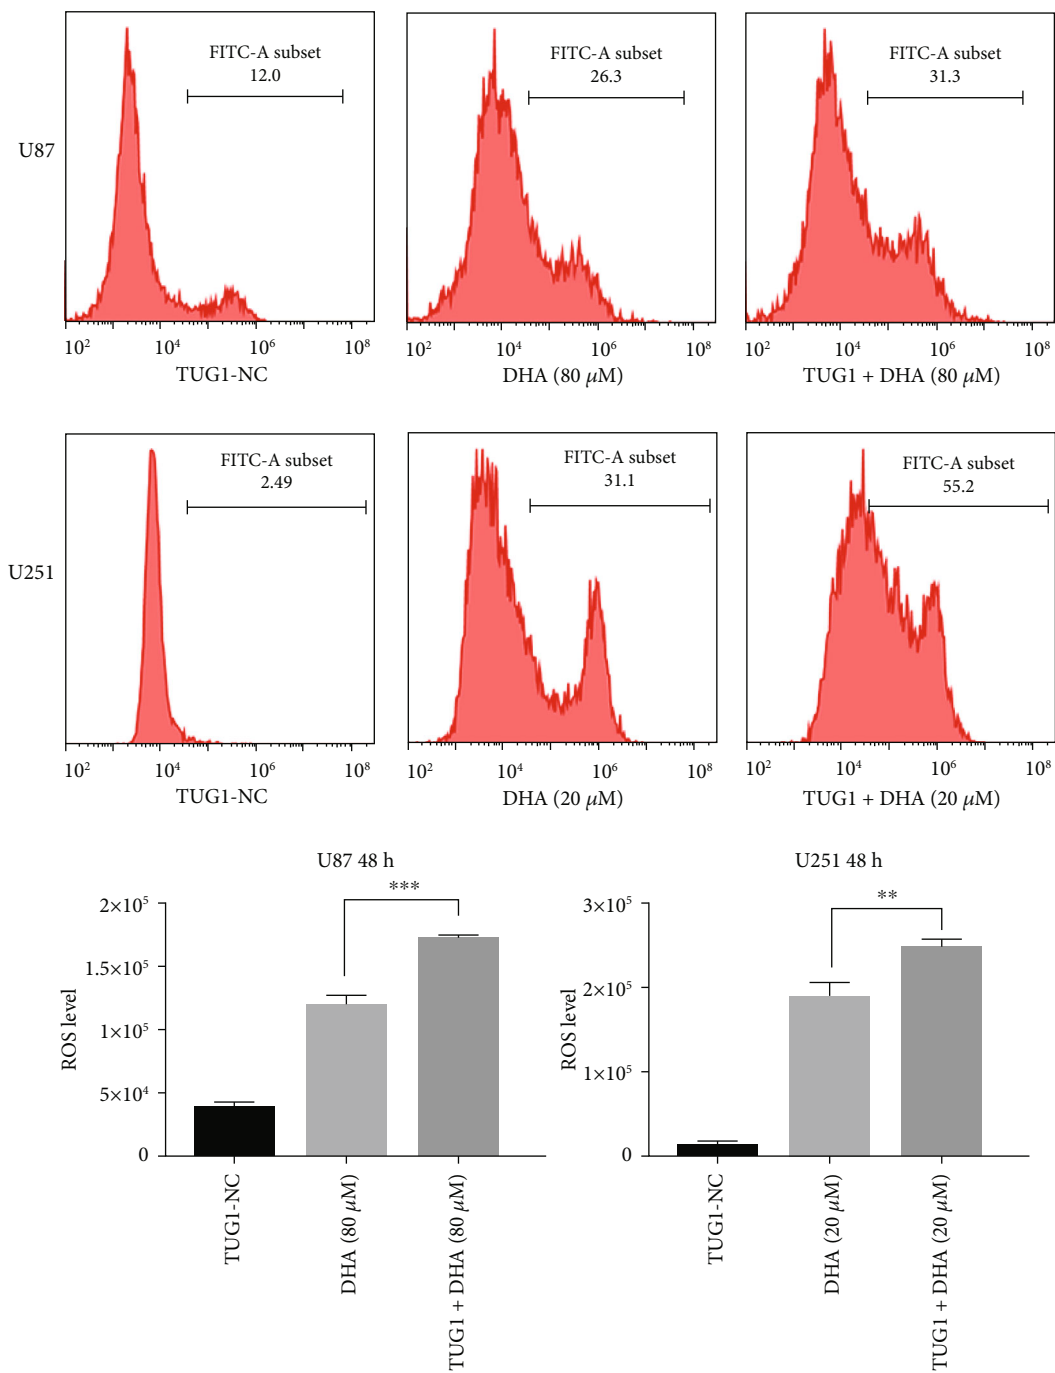 FITC-A subset
12.0
FITC-A subset
26.3
FITC-A subset
31.3
U87
10² 10⁴ 10⁶ 10⁸
10² 10⁴ 10⁶ 10⁸
10² 10⁴ 10⁶ 10⁸
TUG1-NC
DHA (80 μM)
TUG1 + DHA (80 μM)
FITC-A subset
2.49
FITC-A subset
31.1
FITC-A subset
55.2
U251
10² 10⁴ 10⁶ 10⁸
10² 10⁴ 10⁶ 10⁸
10² 10⁴ 10⁶ 10⁸
TUG1-NC
DHA (20 μM)
TUG1 + DHA (20 μM)
U87 48 h
***
2×10⁵
1.5×10⁵
1×10⁵
5×10⁴
0
ROS level
TUG1-NC
DHA (80 μM)
TUG1 + DHA (80 μM)
U251 48 h
**
3×10⁵
2×10⁵
1×10⁵
0
ROS level
TUG1-NC
DHA (20 μM)
TUG1 + DHA (20 μM)